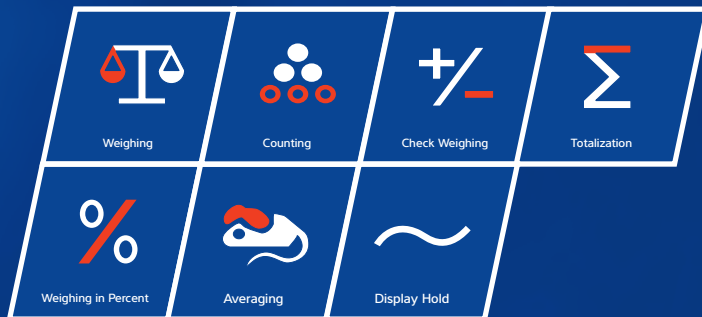 Weighing
Counting
Check Weighing
Totalization
Weighing in Percent
Averaging
Display Hold